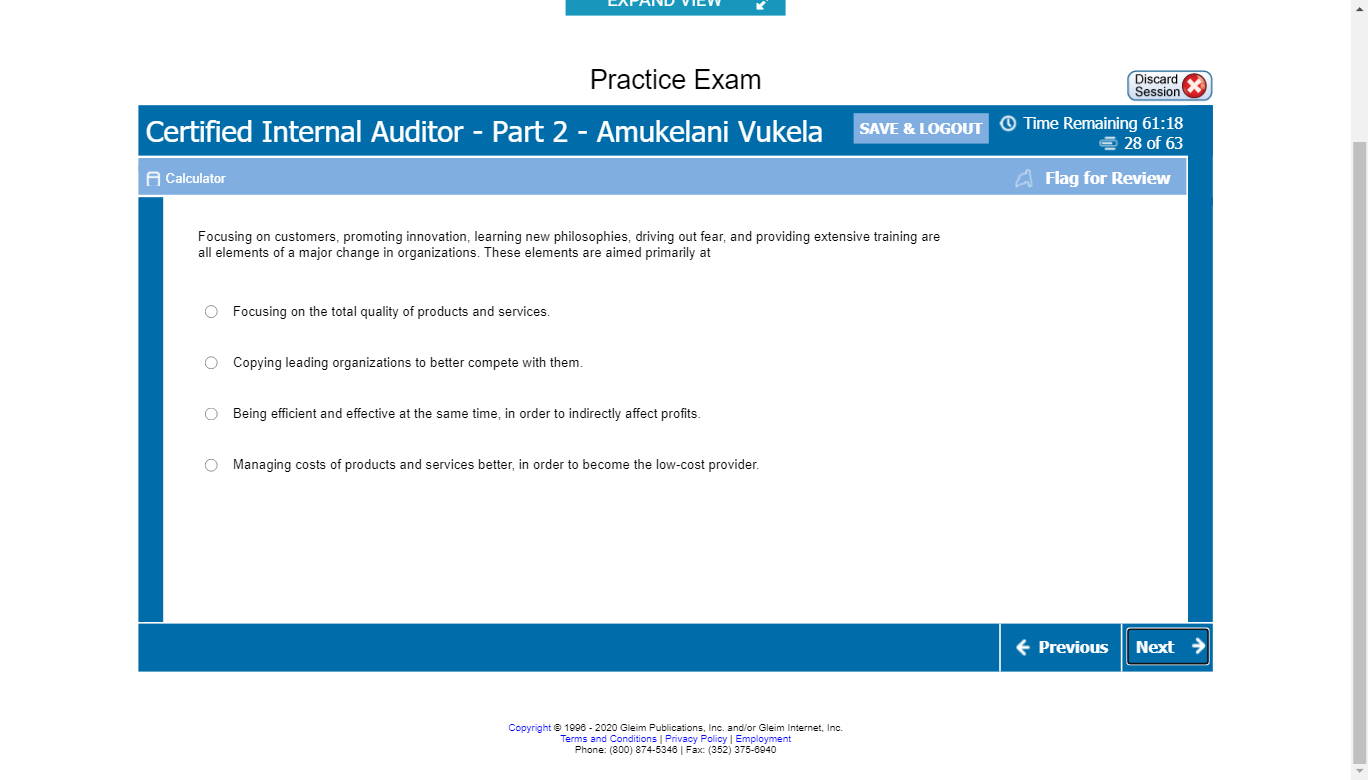 EXPAND VIEW
Practice Exam
Discard
Session
Certified Internal Auditor - Part 2 - Amukelani Vukela
SAVE & LOGOUT
Time Remaining 61:18
28 of 63
Calculator
Flag for Review
Focusing on customers, promoting innovation, learning new philosophies, driving out fear, and providing extensive training are
all elements of a major change in organizations. These elements are aimed primarily at
Focusing on the total quality of products and services.
Copying leading organizations to better compete with them.
Being efficient and effective at the same time, in order to indirectly affect profits.
Managing costs of products and services better, in order to become the low-cost provider.
Previous
Next
Copyright © 1996 - 2020 Gleim Publications, Inc. and/or Gleim Internet, Inc.
Terms and Conditions | Privacy Policy | Employment
Phone: (800) 874-5346 | Fax: (352) 375-6940